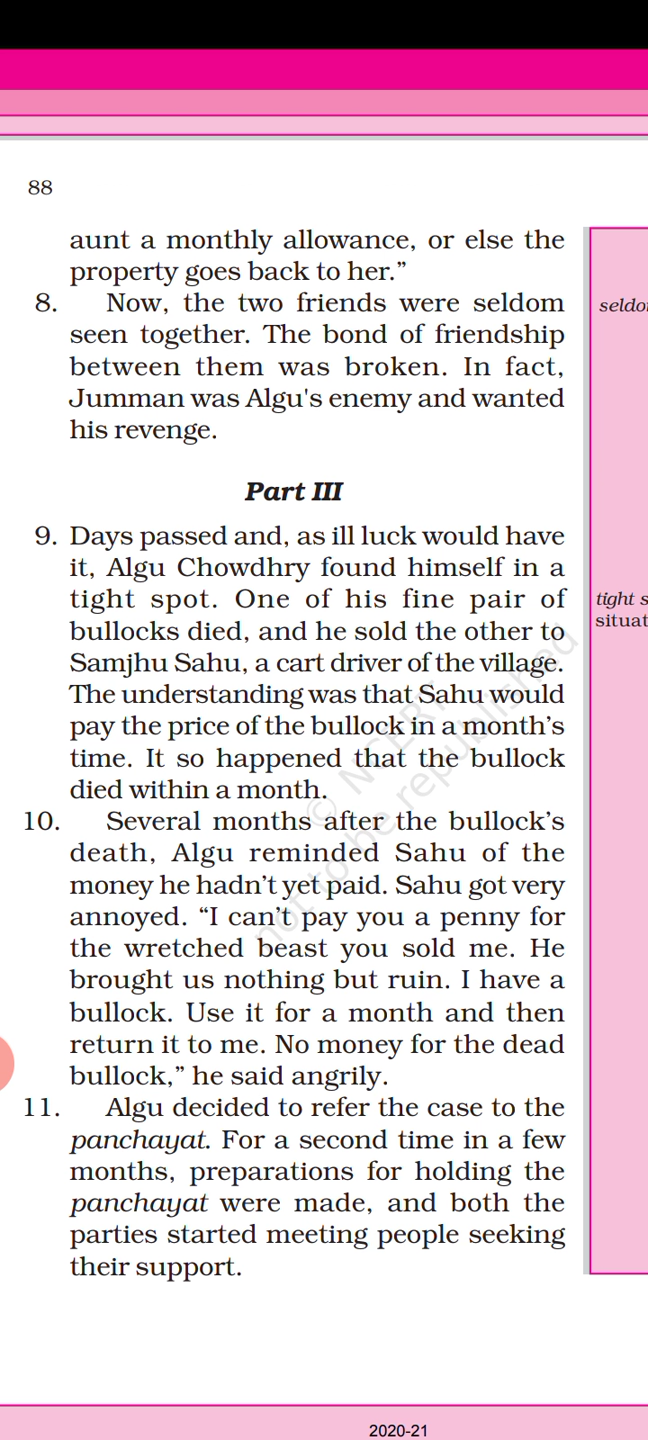 88
aunt a monthly allowance, or else the
property goes back to her.”
8. Now, the two friends were seldom
seen together. The bond of friendship
between them was broken. In fact,
Jumman was Algu's enemy and wanted
his revenge.
Part III
9. Days passed and, as ill luck would have
it, Algu Chowdhry found himself in a
tight spot. One of his fine pair of
bullocks died, and he sold the other to
Samjhu Sahu, a cart driver of the village.
The understanding was that Sahu would
pay the price of the bullock in a month’s
time. It so happened that the bullock
died within a month.
10. Several months after the bullock’s
death, Algu reminded Sahu of the
money he hadn’t yet paid. Sahu got very
annoyed. “I can’t pay you a penny for
the wretched beast you sold me. He
brought us nothing but ruin. I have a
bullock. Use it for a month and then
return it to me. No money for the dead
bullock,” he said angrily.
11. Algu decided to refer the case to the
panchayat. For a second time in a few
months, preparations for holding the
panchayat were made, and both the
parties started meeting people seeking
their support.
tight s
situat
© NCERT
not to be republished
2020-21